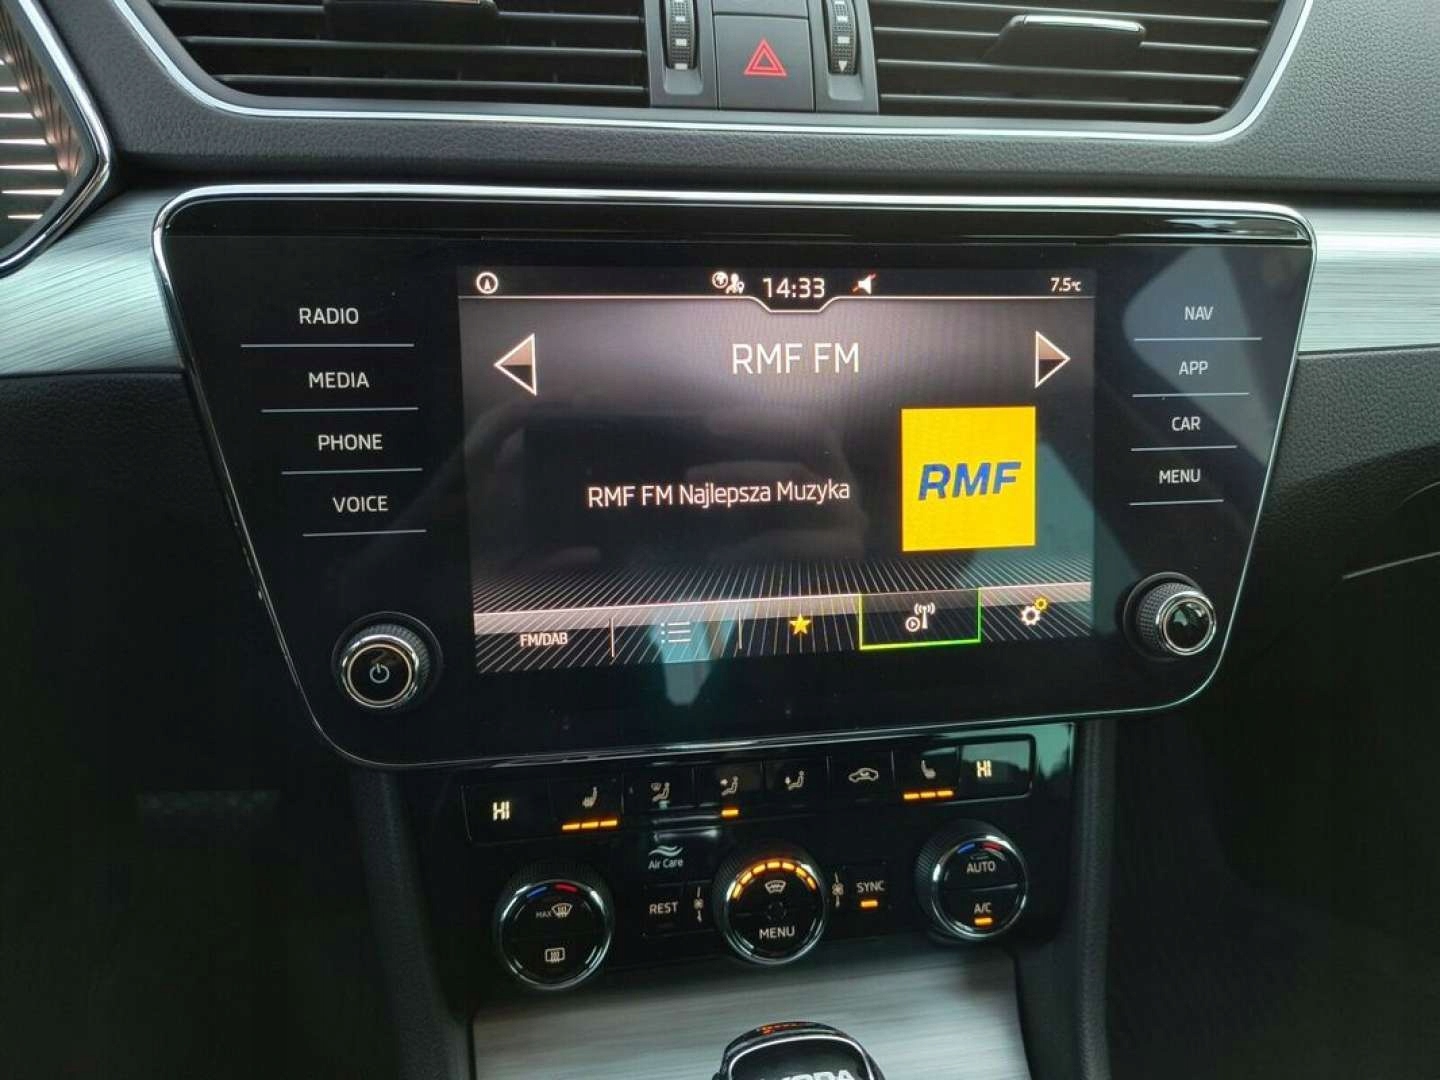 14:33
7.5°C
RADIO
MEDIA
PHONE
VOICE
RMF FM
RMF FM Najlepsza Muzyka
RMF
FM/DAB
NAV
APP
CAR
MENU
HI
HI
Air Care
MAX
REST
MENU
SYNC
AUTO
A/C